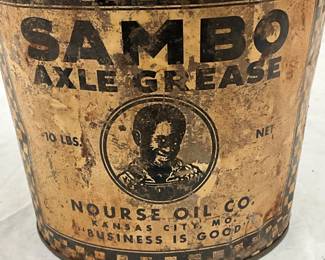 SAMBO
AXLE GREASE
10 LBS. NET
NOURSE OIL CO.
KANSAS CITY, MO.
"BUSINESS IS GOOD"